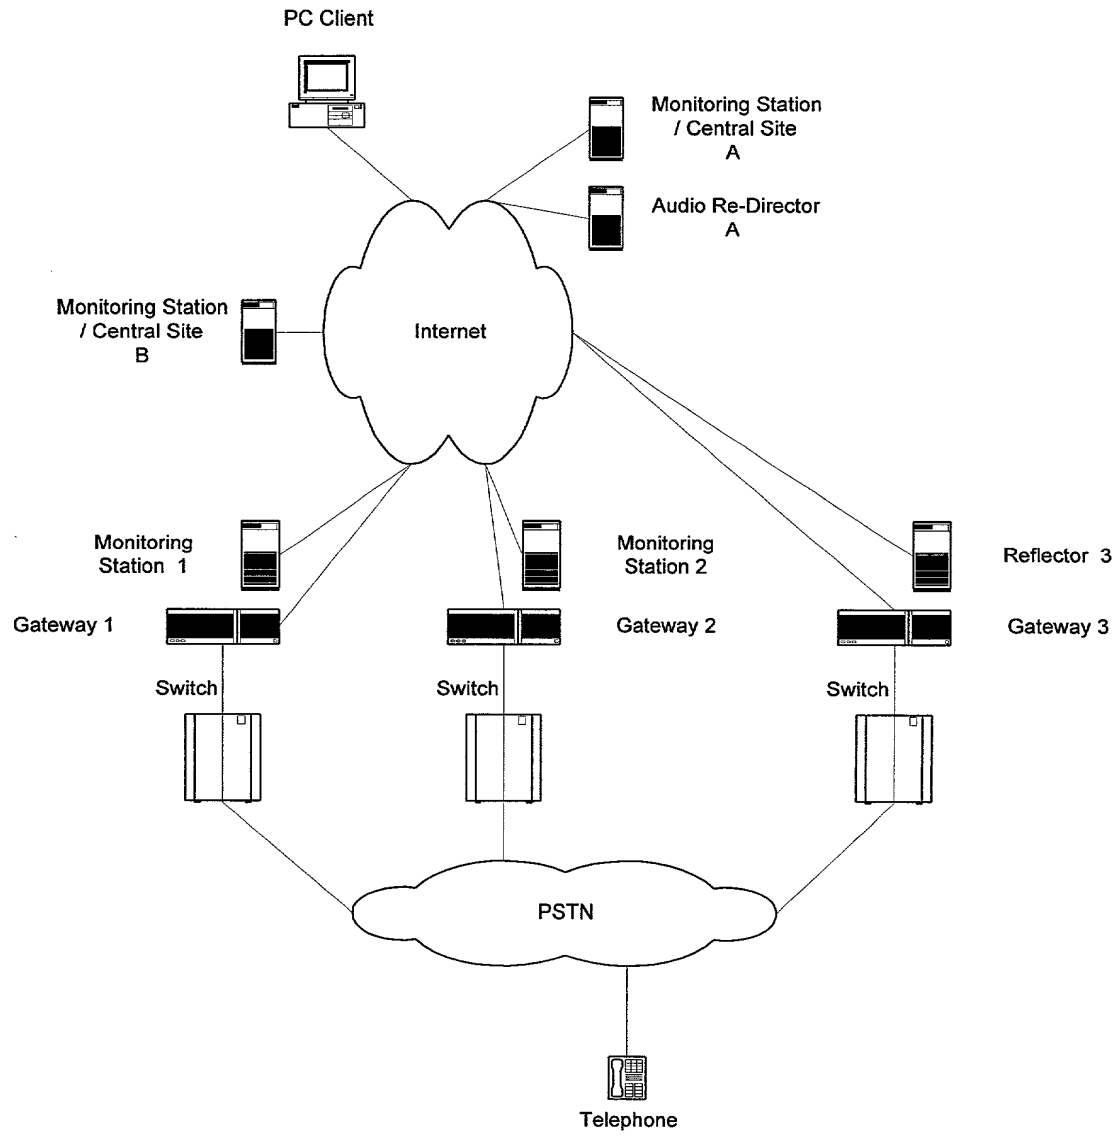 PC Client
Monitoring Station
/ Central Site
A
Audio Re-Director
A
Monitoring Station
/ Central Site
B
Internet
Monitoring
Station 1
Monitoring
Station 2
Reflector 3
Gateway 1
Gateway 2
Gateway 3
Switch
Switch
Switch
PSTN
Telephone